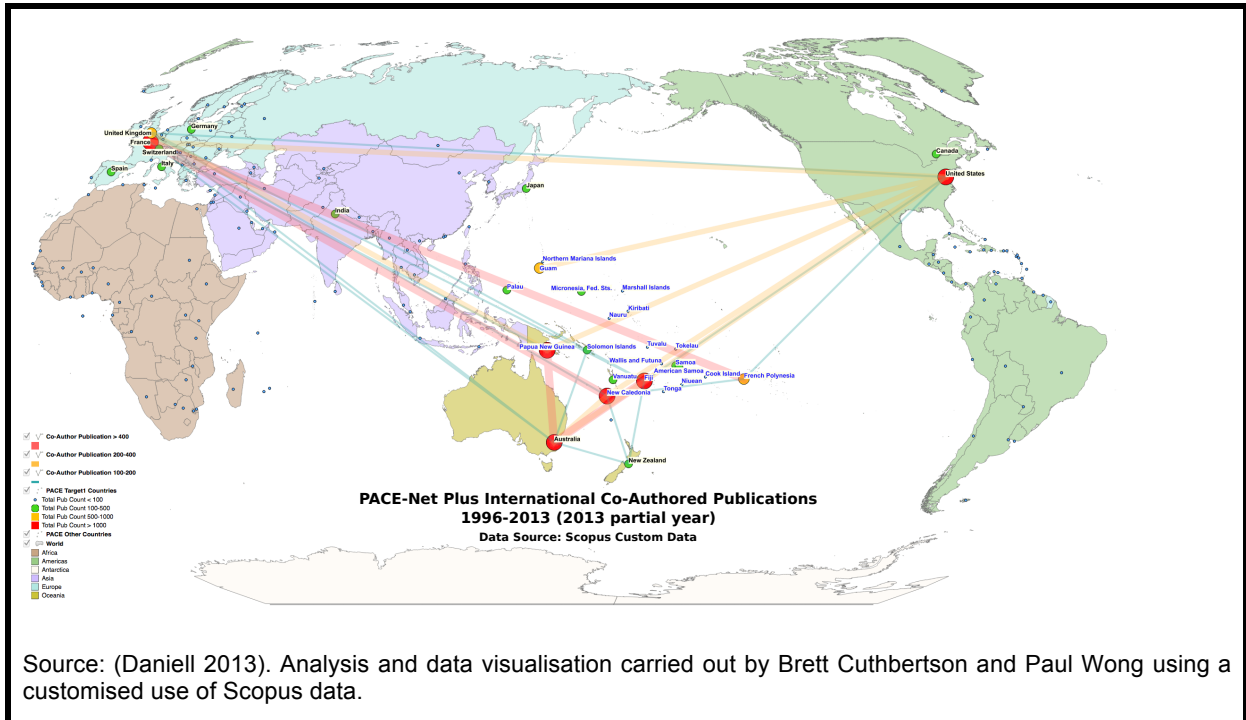 United Kingdom
Germany
France
Switzerland
Spain
Italy
Japan
India
Canada
United States
Northern Mariana Islands
Guam
Palau
Micronesia, Fed. Sts.
Marshall Islands
Kiribati
Nauru
Papua New Guinea
Solomon Islands
Tuvalu
Tokelau
Wallis and Futuna
Samoa
American Samoa
Vanuatu
Fiji
Cook Island
French Polynesia
Niuean
New Caledonia
Tonga
Australia
New Zealand
Co-Author Publication > 400
Co-Author Publication 200-400
Co-Author Publication 100-200
PACE Target1 Countries
Total Pub Count < 100
Total Pub Count 100-500
Total Pub Count 500-1000
Total Pub Count > 1000
PACE Other Countries
World
Africa
Americas
Antarctica
Asia
Europe
Oceania
PACE-Net Plus International Co-Authored Publications
1996-2013 (2013 partial year)
Data Source: Scopus Custom Data
Source: (Daniell 2013). Analysis and data visualisation carried out by Brett Cuthbertson and Paul Wong using a
customised use of Scopus data.